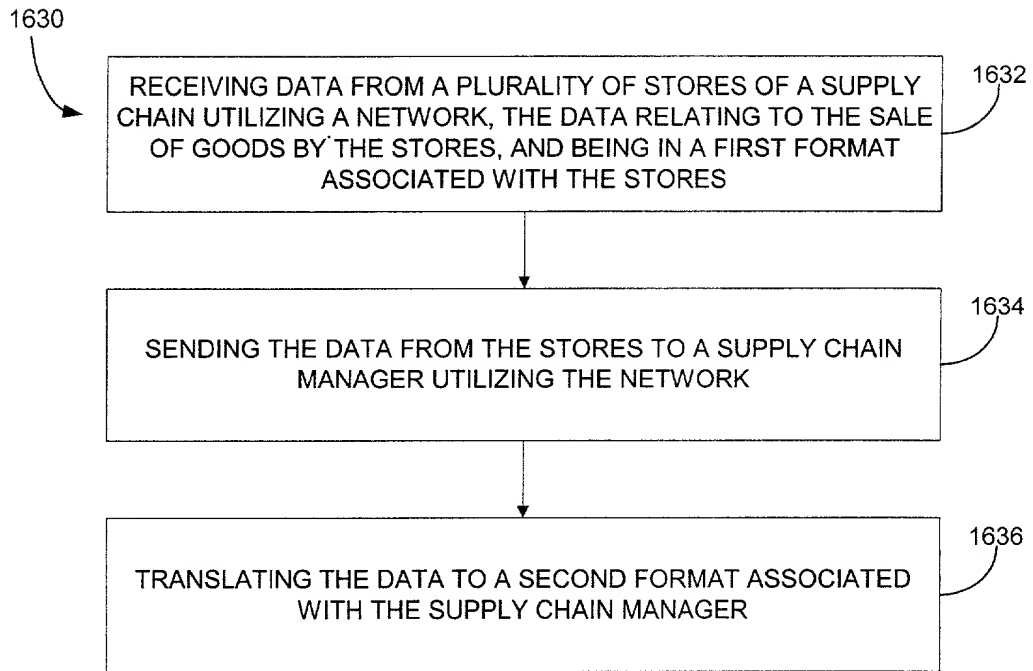 1630
RECEIVING DATA FROM A PLURALITY OF STORES OF A SUPPLY
CHAIN UTILIZING A NETWORK, THE DATA RELATING TO THE SALE
OF GOODS BY THE STORES, AND BEING IN A FIRST FORMAT
ASSOCIATED WITH THE STORES
1632
SENDING THE DATA FROM THE STORES TO A SUPPLY CHAIN
MANAGER UTILIZING THE NETWORK
1634
TRANSLATING THE DATA TO A SECOND FORMAT ASSOCIATED
WITH THE SUPPLY CHAIN MANAGER
1636